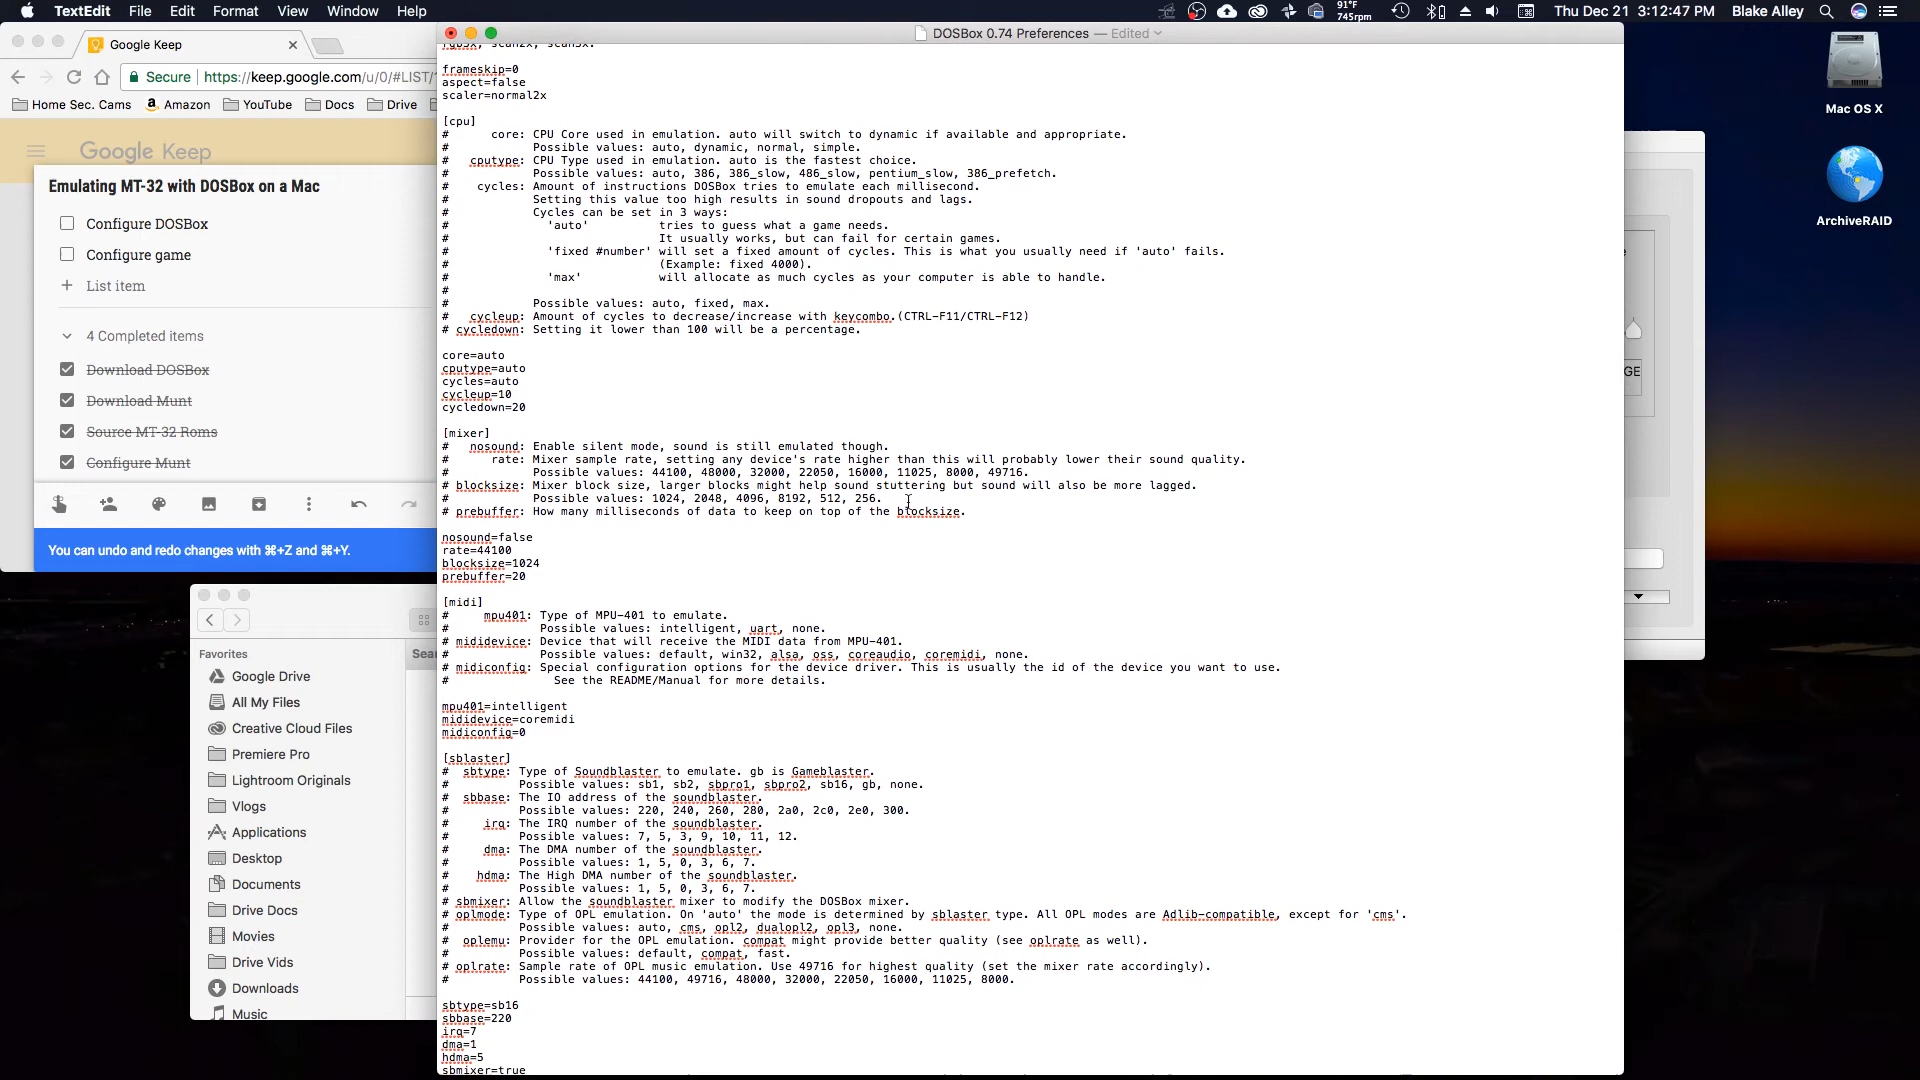 TextEdit File Edit Format View Window Help
91°F
745rpm
Thu Dec 21 3:12:47 PM Blake Alley
Google Keep
Secure https://keep.google.com/u/0/#LIST/
Home Sec. Cams Amazon YouTube Docs Drive
Google Keep
Emulating MT-32 with DOSBox on a Mac
Configure DOSBox
Configure game
List item
4 Completed items
Download DOSBox
Download Munt
Source MT-32 Roms
Configure Munt
You can undo and redo changes with ⌘+Z and ⌘+Y.
Favorites
Google Drive
All My Files
Creative Cloud Files
Premiere Pro
Lightroom Originals
Vlogs
Applications
Desktop
Documents
Drive Docs
Movies
Drive Vids
Downloads
Music
Sea
DOSBox 0.74 Preferences — Edited
rgb3x, scan2x, scan3x.
frameskip=0
aspect=false
scaler=normal2x
[cpu]
# core: CPU Core used in emulation. auto will switch to dynamic if available and appropriate.
# Possible values: auto, dynamic, normal, simple.
# cputype: CPU Type used in emulation. auto is the fastest choice.
# Possible values: auto, 386, 386_slow, 486_slow, pentium_slow, 386_prefetch.
# cycles: Amount of instructions DOSBox tries to emulate each millisecond.
# Setting this value too high results in sound dropouts and lags.
# Cycles can be set in 3 ways:
# 'auto' tries to guess what a game needs.
# It usually works, but can fail for certain games.
# 'fixed #number' will set a fixed amount of cycles. This is what you usually need if 'auto' fails.
# (Example: fixed 4000).
# 'max' will allocate as much cycles as your computer is able to handle.
#
# Possible values: auto, fixed, max.
# cycleup: Amount of cycles to decrease/increase with keycombo.(CTRL-F11/CTRL-F12)
# cycledown: Setting it lower than 100 will be a percentage.
core=auto
cputype=auto
cycles=auto
cycleup=10
cycledown=20
[mixer]
# nosound: Enable silent mode, sound is still emulated though.
# rate: Mixer sample rate, setting any device's rate higher than this will probably lower their sound quality.
# Possible values: 44100, 48000, 32000, 22050, 16000, 11025, 8000, 49716.
# blocksize: Mixer block size, larger blocks might help sound stuttering but sound will also be more lagged.
# Possible values: 1024, 2048, 4096, 8192, 512, 256.
# prebuffer: How many milliseconds of data to keep on top of the blocksize.
nosound=false
rate=44100
blocksize=1024
prebuffer=20
[midi]
# mpu401: Type of MPU-401 to emulate.
# Possible values: intelligent, uart, none.
# mididevice: Device that will receive the MIDI data from MPU-401.
# Possible values: default, win32, alsa, oss, coreaudio, coremidi, none.
# midiconfig: Special configuration options for the device driver. This is usually the id of the device you want to use.
# See the README/Manual for more details.
mpu401=intelligent
mididevice=coremidi
midiconfig=0
[sblaster]
# sbtype: Type of Soundblaster to emulate. gb is Gameblaster.
# Possible values: sb1, sb2, sbpro1, sbpro2, sb16, gb, none.
# sbbase: The IO address of the soundblaster.
# Possible values: 220, 240, 260, 280, 2a0, 2c0, 2e0, 300.
# irq: The IRQ number of the soundblaster.
# Possible values: 7, 5, 3, 9, 10, 11, 12.
# dma: The DMA number of the soundblaster.
# Possible values: 1, 5, 0, 3, 6, 7.
# hdma: The High DMA number of the soundblaster.
# Possible values: 1, 5, 0, 3, 6, 7.
# sbmixer: Allow the soundblaster mixer to modify the DOSBox mixer.
# oplmode: Type of OPL emulation. On 'auto' the mode is determined by sblaster type. All OPL modes are Adlib-compatible, except for 'cms'.
# Possible values: auto, cms, opl2, dualopl2, opl3, none.
# oplemu: Provider for the OPL emulation. compat might provide better quality (see oplrate as well).
# Possible values: default, compat, fast.
# oplrate: Sample rate of OPL music emulation. Use 49716 for highest quality (set the mixer rate accordingly).
# Possible values: 44100, 49716, 48000, 32000, 22050, 16000, 11025, 8000.
sbtype=sb16
sbbase=220
irq=7
dma=1
hdma=5
sbmixer=true
GE
Mac OS X
ArchiveRAID